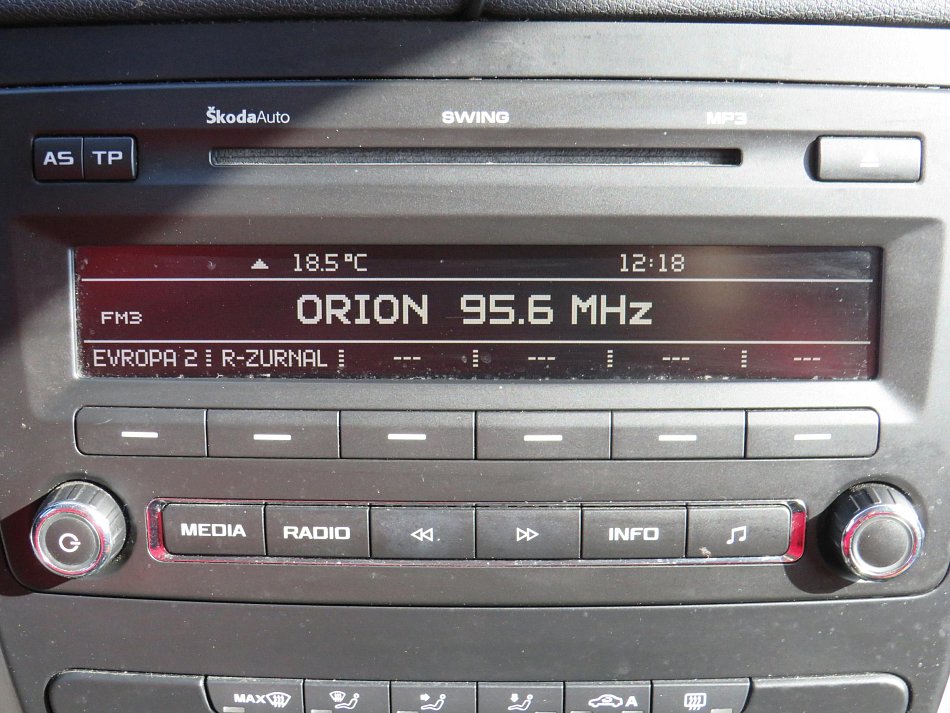 ŠkodaAuto SWING MP3
AS TP
18.5°C 12:18
FM3 ORION 95.6 MHz
EVROPA 2 R-ZURNAL --- --- --- ---
MEDIA RADIO INFO
MAX A